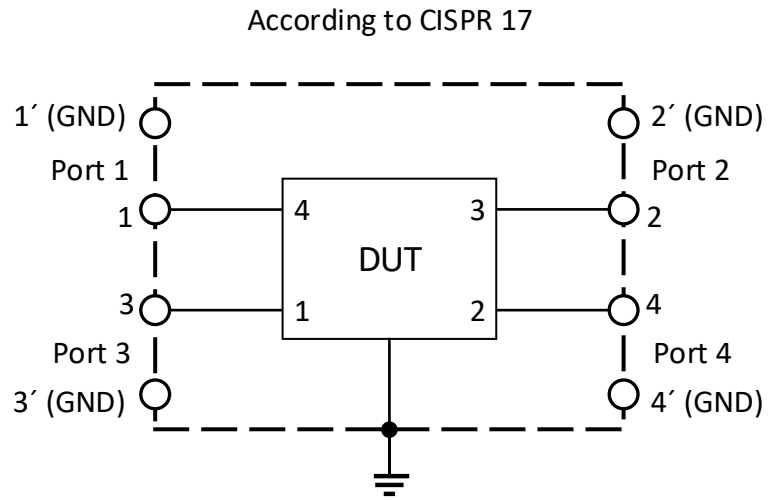 According to CISPR 17
1´ (GND)
2´ (GND)
Port 1
Port 2
1
4
3
2
DUT
3
1
2
4
Port 3
Port 4
3´ (GND)
4´ (GND)